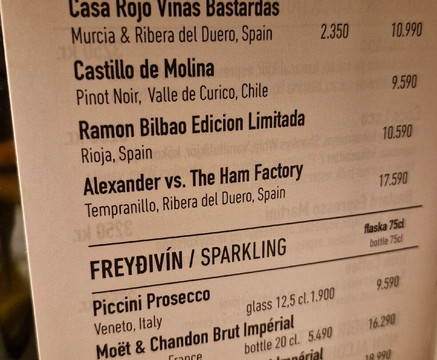 Casa Rojo Vinas Bastardas
Murcia & Ribera del Duero, Spain 2.350 10.990
Castillo de Molina
Pinot Noir, Valle de Curico, Chile 9.590
Ramon Bilbao Edicion Limitada
Rioja, Spain 10.590
Alexander vs. The Ham Factory
Tempranillo, Ribera del Duero, Spain 17.590
FREYÐIVÍN / SPARKLING flaska 75cl
bottle 75cl
Piccini Prosecco
Veneto, Italy glass 12,5 cl. 1.900 9.590
Moët & Chandon Brut Impérial
France bottle 20 cl. 5.490 16.290
Impérial